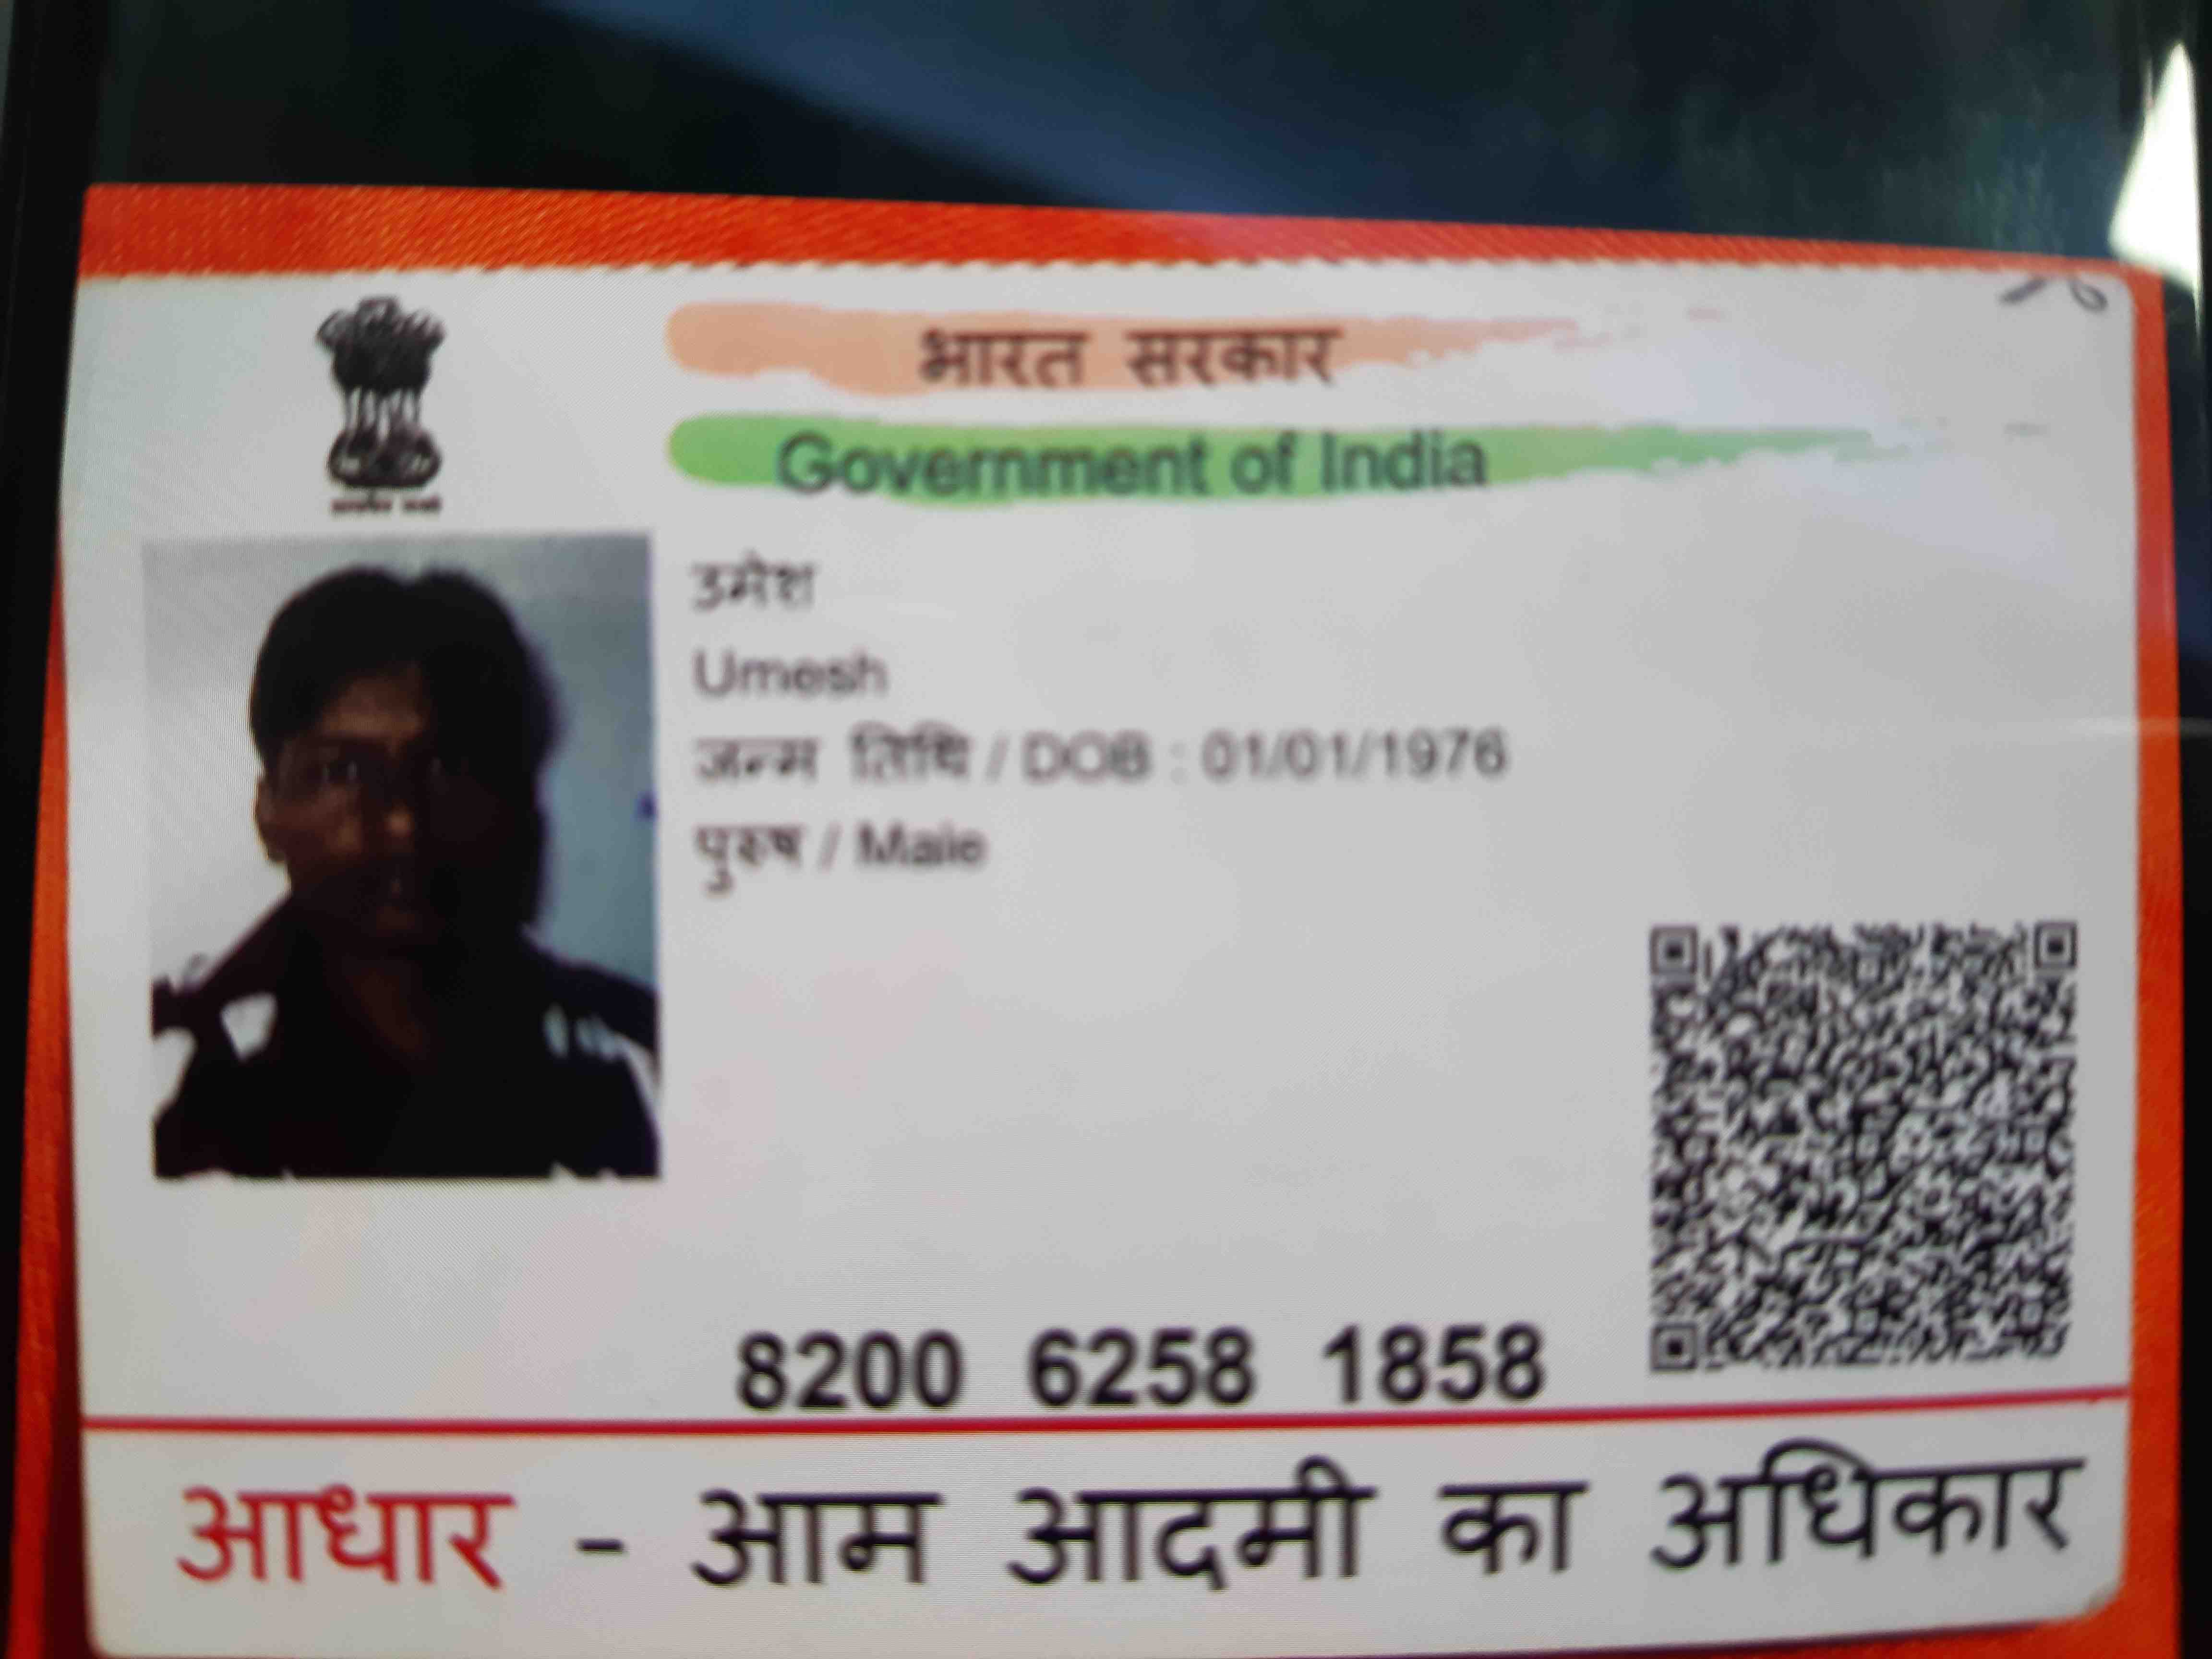 भारत सरकार
Government of India
उमेश
Umesh
जन्म तिथि / DOB : 01/01/1976
पुरुष / Male
8200 6258 1858
आधार - आम आदमी का अधिकार